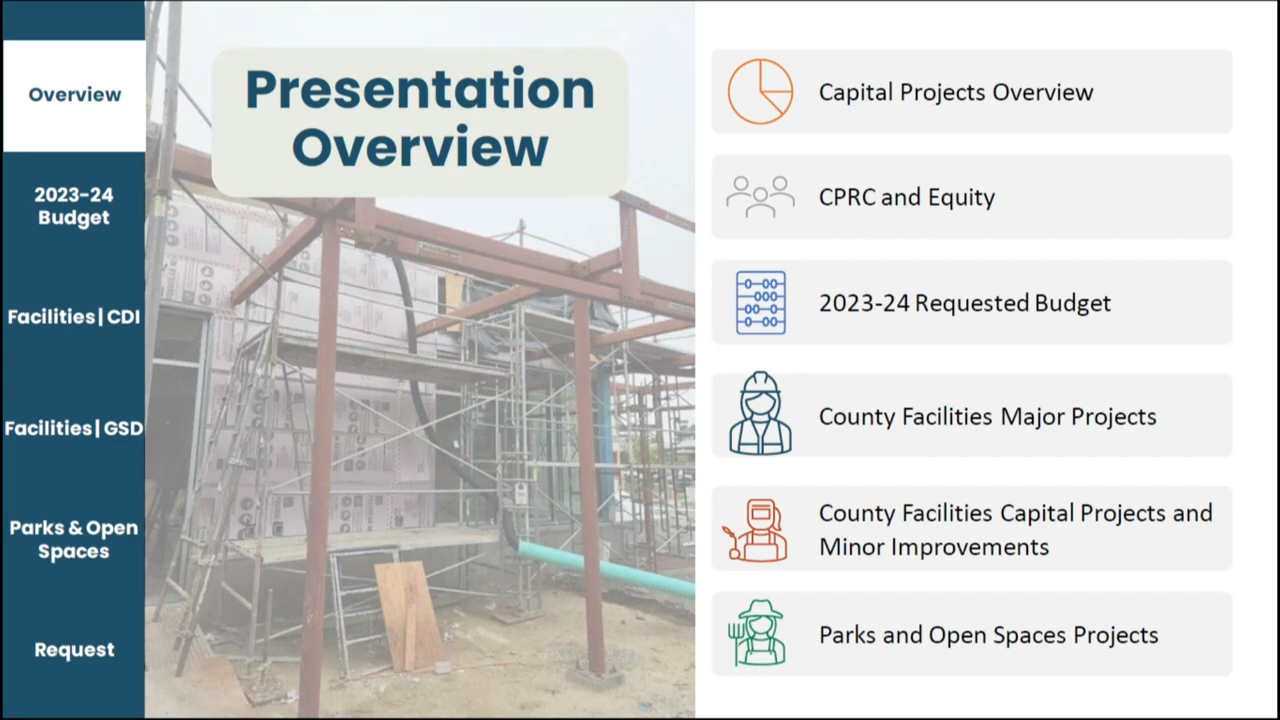 Overview
2023-24
Budget
Facilities | CDI
Facilities | GSD
Parks & Open
Spaces
Request
Presentation
Overview
Capital Projects Overview
CPRC and Equity
2023-24 Requested Budget
County Facilities Major Projects
County Facilities Capital Projects and
Minor Improvements
Parks and Open Spaces Projects